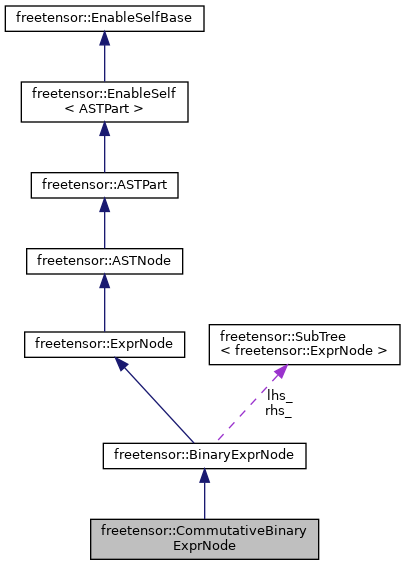 freetensor::EnableSelfBase
freetensor::EnableSelf
< ASTPart >
freetensor::ASTPart
freetensor::ASTNode
freetensor::ExprNode
freetensor::SubTree
< freetensor::ExprNode >
lhs_
rhs_
freetensor::BinaryExprNode
freetensor::CommutativeBinary
ExprNode